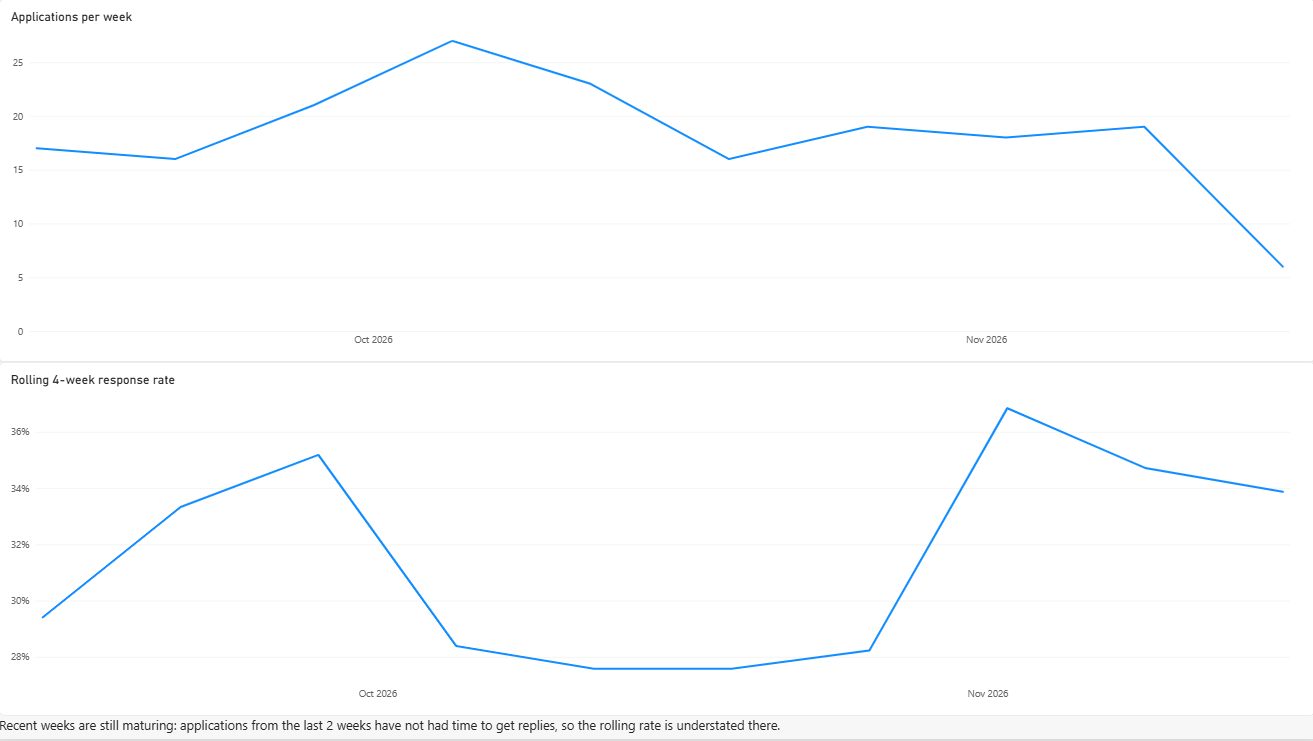 Applications per week
25
20
15
10
5
0
Oct 2026 Nov 2026
Rolling 4-week response rate
36%
34%
32%
30%
28%
Oct 2026 Nov 2026
Recent weeks are still maturing: applications from the last 2 weeks have not had time to get replies, so the rolling rate is understated there.